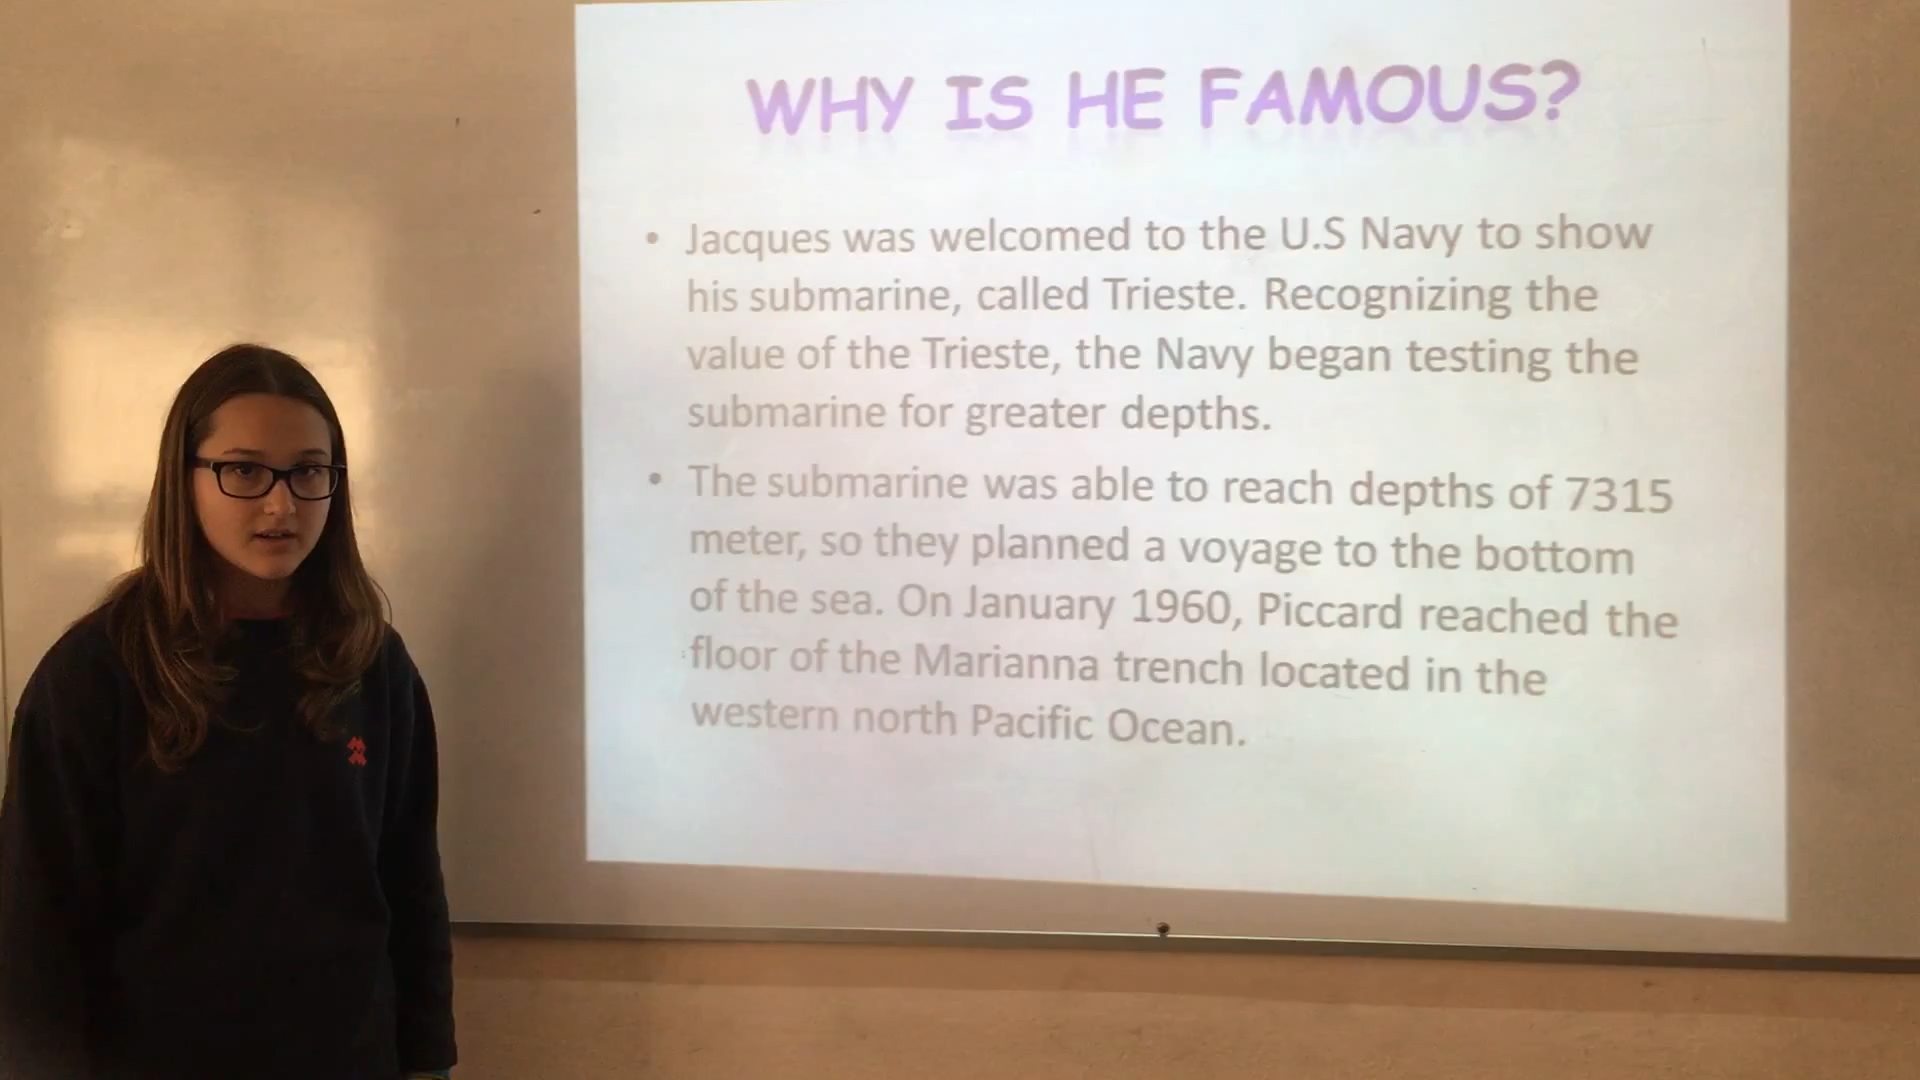 WHY IS HE FAMOUS?
• Jacques was welcomed to the U.S Navy to show
his submarine, called Trieste. Recognizing the
value of the Trieste, the Navy began testing the
submarine for greater depths.
• The submarine was able to reach depths of 7315
meter, so they planned a voyage to the bottom
of the sea. On January 1960, Piccard reached the
floor of the Marianna trench located in the
western north Pacific Ocean.